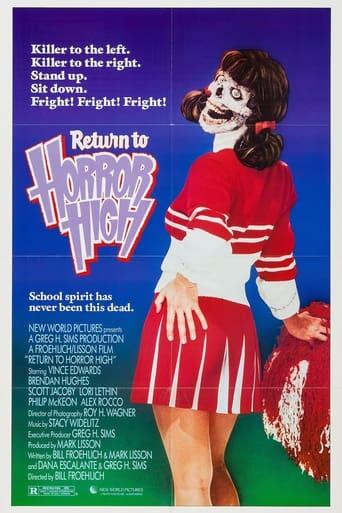 Killer to the left.
Killer to the right.
Stand up.
Sit down.
Fright! Fright! Fright!
Return to
HORROR
HIGH
School spirit has
never been this dead.
NEW WORLD PICTURES presents
A GREG H. SIMS PRODUCTION
A FROEHLICH/LISSON FILM
"RETURN TO HORROR HIGH"
Starring VINCE EDWARDS
BRENDAN HUGHES
SCOTT JACOBY LORI LETHIN
PHILIP McKEON ALEX ROCCO
Director of Photography ROY H. WAGNER
Music by STACY WIDELITZ
Executive Producer GREG H. SIMS
Produced by MARK LISSON
Written by BILL FROEHLICH & MARK LISSON
and DANA ESCALANTE & GREG H. SIMS
Directed by BILL FROEHLICH
R
NEW WORLD PICTURES